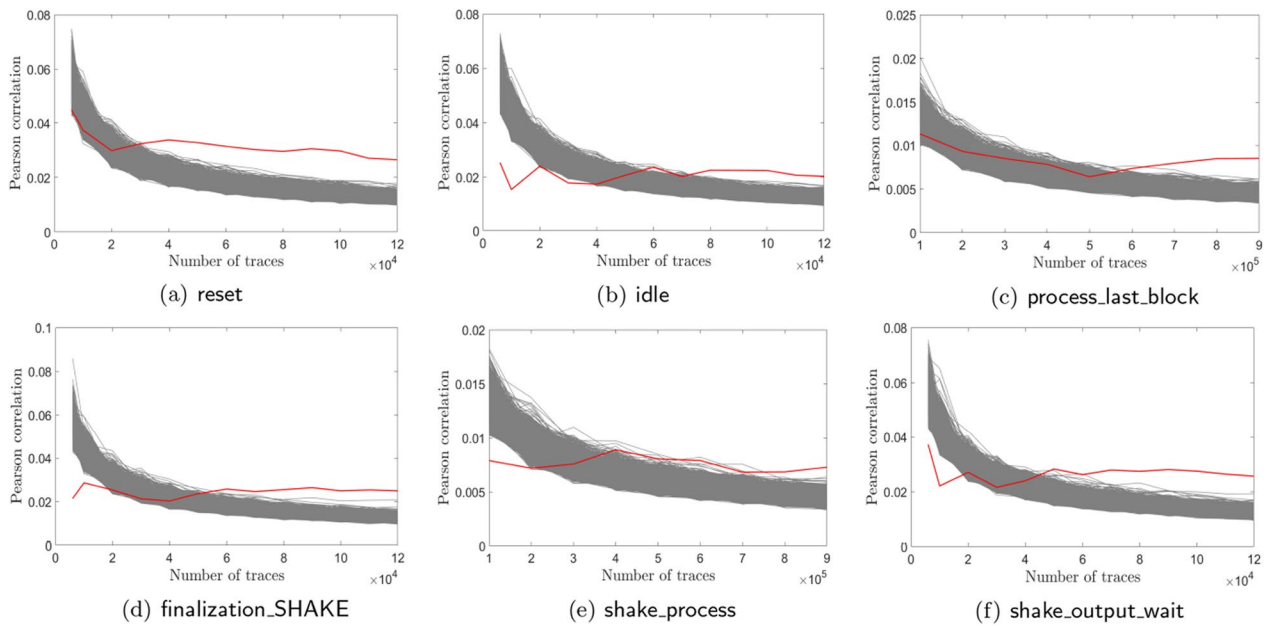 0.08
0.06
0.04
0.02
0
Pearson correlation
0 2 4 6 8 10 12
Number of traces
×10^4
(a) reset
0.08
0.06
0.04
0.02
0
Pearson correlation
0 2 4 6 8 10 12
Number of traces
×10^4
(b) idle
0.025
0.02
0.015
0.01
0.005
0
Pearson correlation
1 2 3 4 5 6 7 8 9
Number of traces
×10^5
(c) process_last_block
0.1
0.08
0.06
0.04
0.02
0
Pearson correlation
0 2 4 6 8 10 12
Number of traces
×10^4
(d) finalization_SHAKE
0.02
0.015
0.01
0.005
0
Pearson correlation
1 2 3 4 5 6 7 8 9
Number of traces
×10^5
(e) shake_process
0.08
0.06
0.04
0.02
0
Pearson correlation
0 2 4 6 8 10 12
Number of traces
×10^4
(f) shake_output_wait